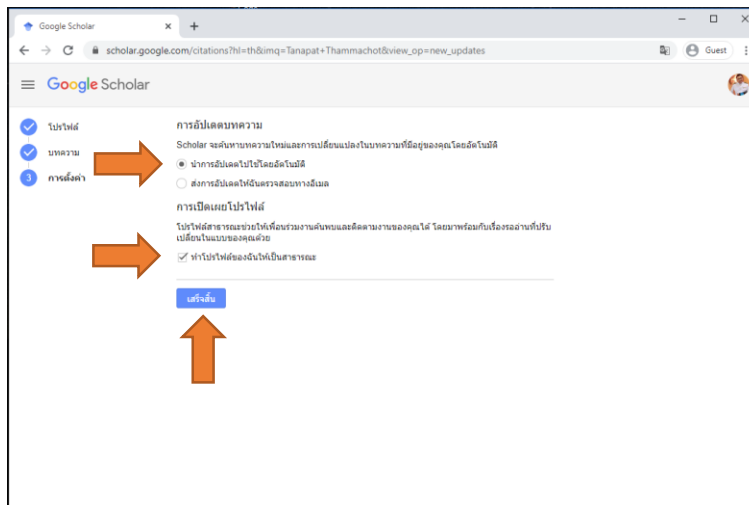 Google Scholar
scholar.google.com/citations?hl=th&imq=Tanapat+Thammachot&view_op=new_updates
Guest
Google Scholar
โปรไฟล์
บทความ
3 การตั้งค่า
การอัปเดตบทความ
Scholar จะค้นหาบทความใหม่และการเปลี่ยนแปลงในบทความที่มีอยู่ของคุณโดยอัตโนมัติ
นำการอัปเดตไปใช้โดยอัตโนมัติ
ส่งการอัปเดตให้ฉันตรวจสอบทางอีเมล
การเปิดเผยโปรไฟล์
โปรไฟล์สาธารณะช่วยให้เพื่อนร่วมงานค้นพบและติดตามงานของคุณได้ โดยมาพร้อมกับเรื่องรออ่านที่ปรับ
เปลี่ยนในแบบของคุณด้วย
ทำโปรไฟล์ของฉันให้เป็นสาธารณะ
เสร็จสิ้น